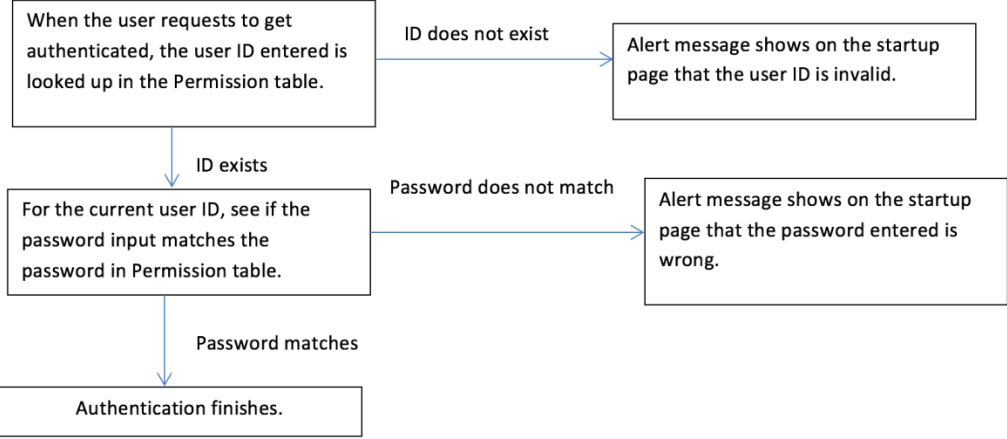 When the user requests to get
authenticated, the user ID entered is
looked up in the Permission table.
ID does not exist
Alert message shows on the startup
page that the user ID is invalid.
ID exists
For the current user ID, see if the
password input matches the
password in Permission table.
Password does not match
Alert message shows on the startup
page that the password entered is
wrong.
Password matches
Authentication finishes.